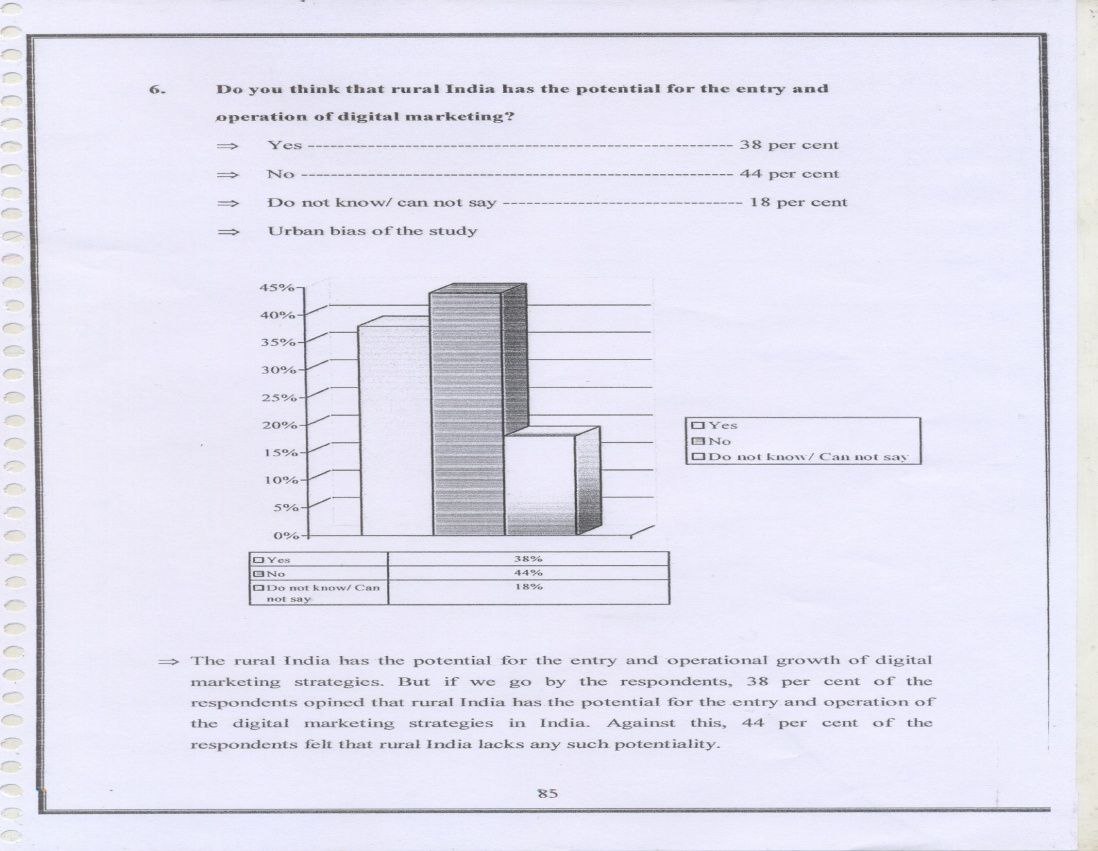 6. Do you think that rural India has the potential for the entry and
operation of digital marketing?
⇒ Yes ----------------------------------------------- 38 per cent
⇒ No ------------------------------------------------ 44 per cent
⇒ Do not know/ can not say --------------------------- 18 per cent
⇒ Urban bias of the study
45%
40%
35%
30%
25%
20%
15%
10%
5%
0%
Yes
No
Do not know/ Can not say
Yes 38%
No 44%
Do not know/ Can 18%
not say
⇒ The rural India has the potential for the entry and operational growth of digital
marketing strategies. But if we go by the respondents, 38 per cent of the
respondents opined that rural India has the potential for the entry and operation of
the digital marketing strategies in India. Against this, 44 per cent of the
respondents felt that rural India lacks any such potentiality.
85